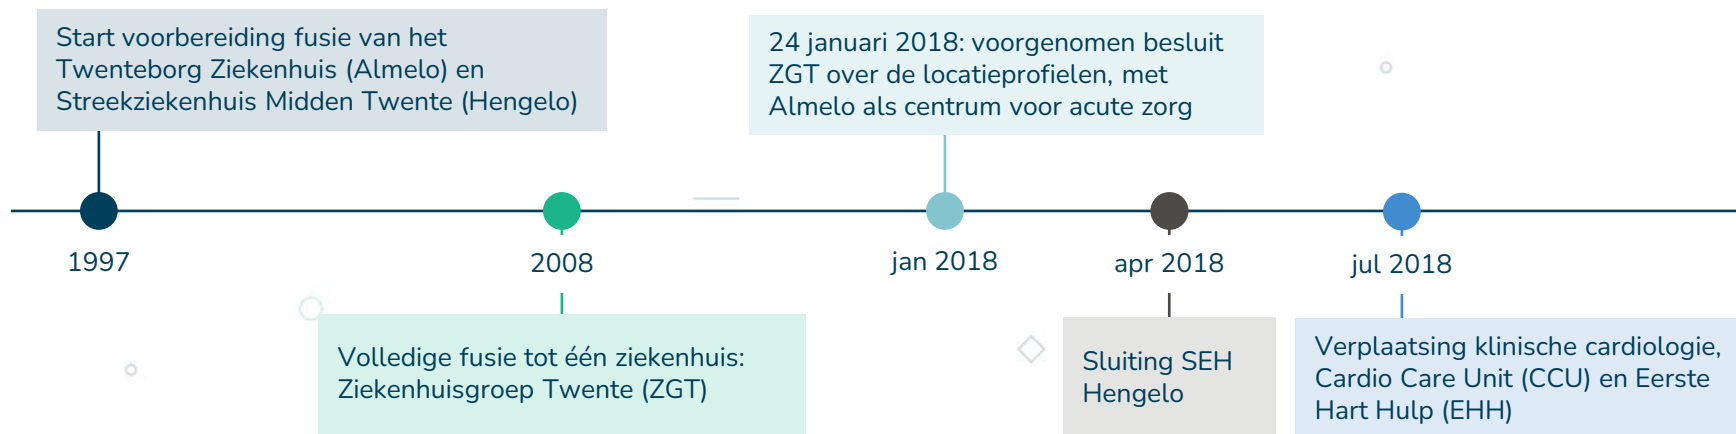 Start voorbereiding fusie van het
Twenteborg Ziekenhuis (Almelo) en
Streekziekenhuis Midden Twente (Hengelo)
24 januari 2018: voorgenomen besluit
ZGT over de locatieprofielen, met
Almelo als centrum voor acute zorg
1997
2008
jan 2018
apr 2018
jul 2018
Volledige fusie tot één ziekenhuis:
Ziekenhuisgroep Twente (ZGT)
Sluiting SEH
Hengelo
Verplaatsing klinische cardiologie,
Cardio Care Unit (CCU) en Eerste
Hart Hulp (EHH)